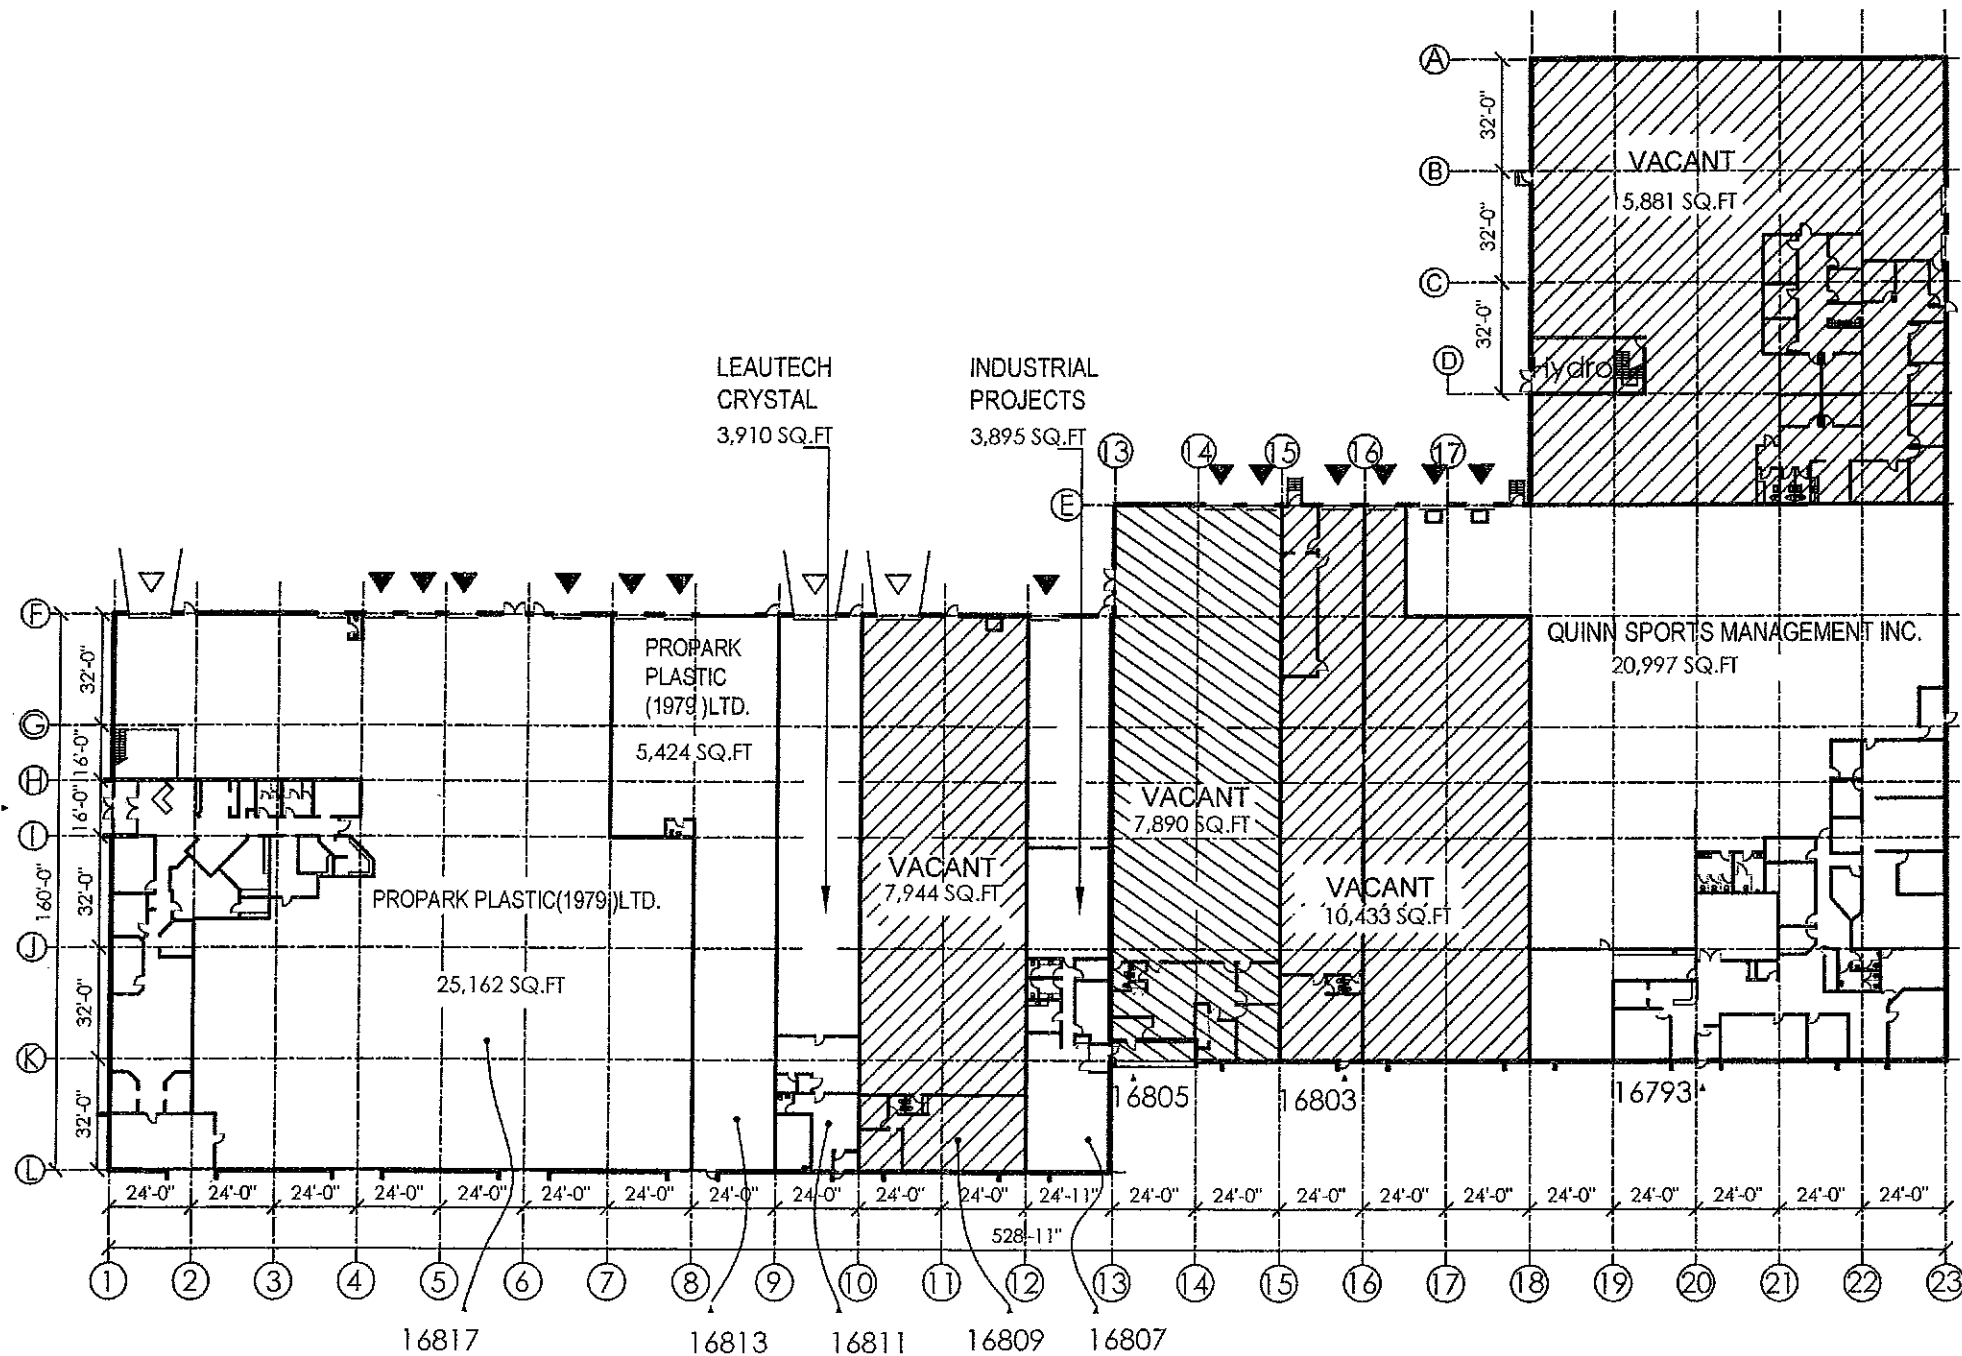 A
32'-0"
B
32'-0"
C
32'-0"
D
VACANT
15,881 SQ.FT
Hydro
LEAUTECH
CRYSTAL
3,910 SQ.FT
INDUSTRIAL
PROJECTS
3,895 SQ.FT
13
14
15
16
17
E
F
32'-0"
G
16'-0"
H
16'-0"
I
32'-0"
160'-0"
J
32'-0"
K
32'-0"
L
PROPARK
PLASTIC
(1979 )LTD.
5,424 SQ.FT
QUINN SPORTS MANAGEMENT INC.
20,997 SQ.FT
VACANT
7,890 SQ.FT
VACANT
7,944 SQ.FT
VACANT
10,433 SQ.FT
PROPARK PLASTIC(1979 )LTD.
25,162 SQ.FT
16805
16803
16793
24'-0" 24'-0" 24'-0" 24'-0" 24'-0" 24'-0" 24'-0" 24'-0" 24'-0" 24'-0" 24'-0" 24'-11" 24'-0" 24'-0" 24'-0" 24'-0" 24'-0" 24'-0" 24'-0" 24'-0" 24'-0" 24'-0"
528-11"
1 2 3 4 5 6 7 8 9 10 11 12 13 14 15 16 17 18 19 20 21 22 23
16817 16813 16811 16809 16807